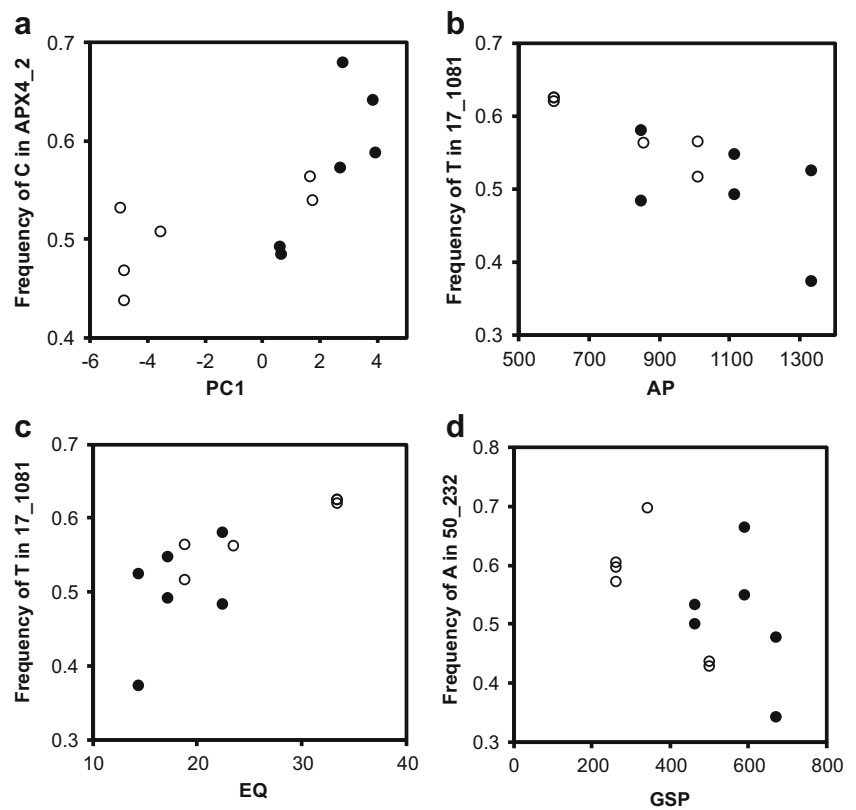 a
0.7
0.6
0.5
0.4
-6 -4 -2 0 2 4
PC1
Frequency of C in APX4_2
b
0.7
0.6
0.5
0.4
0.3
500 700 900 1100 1300
AP
Frequency of T in 17_1081
c
0.7
0.6
0.5
0.4
0.3
10 20 30 40
EQ
Frequency of T in 17_1081
d
0.8
0.7
0.6
0.5
0.4
0.3
0 200 400 600 800
GSP
Frequency of A in 50_232